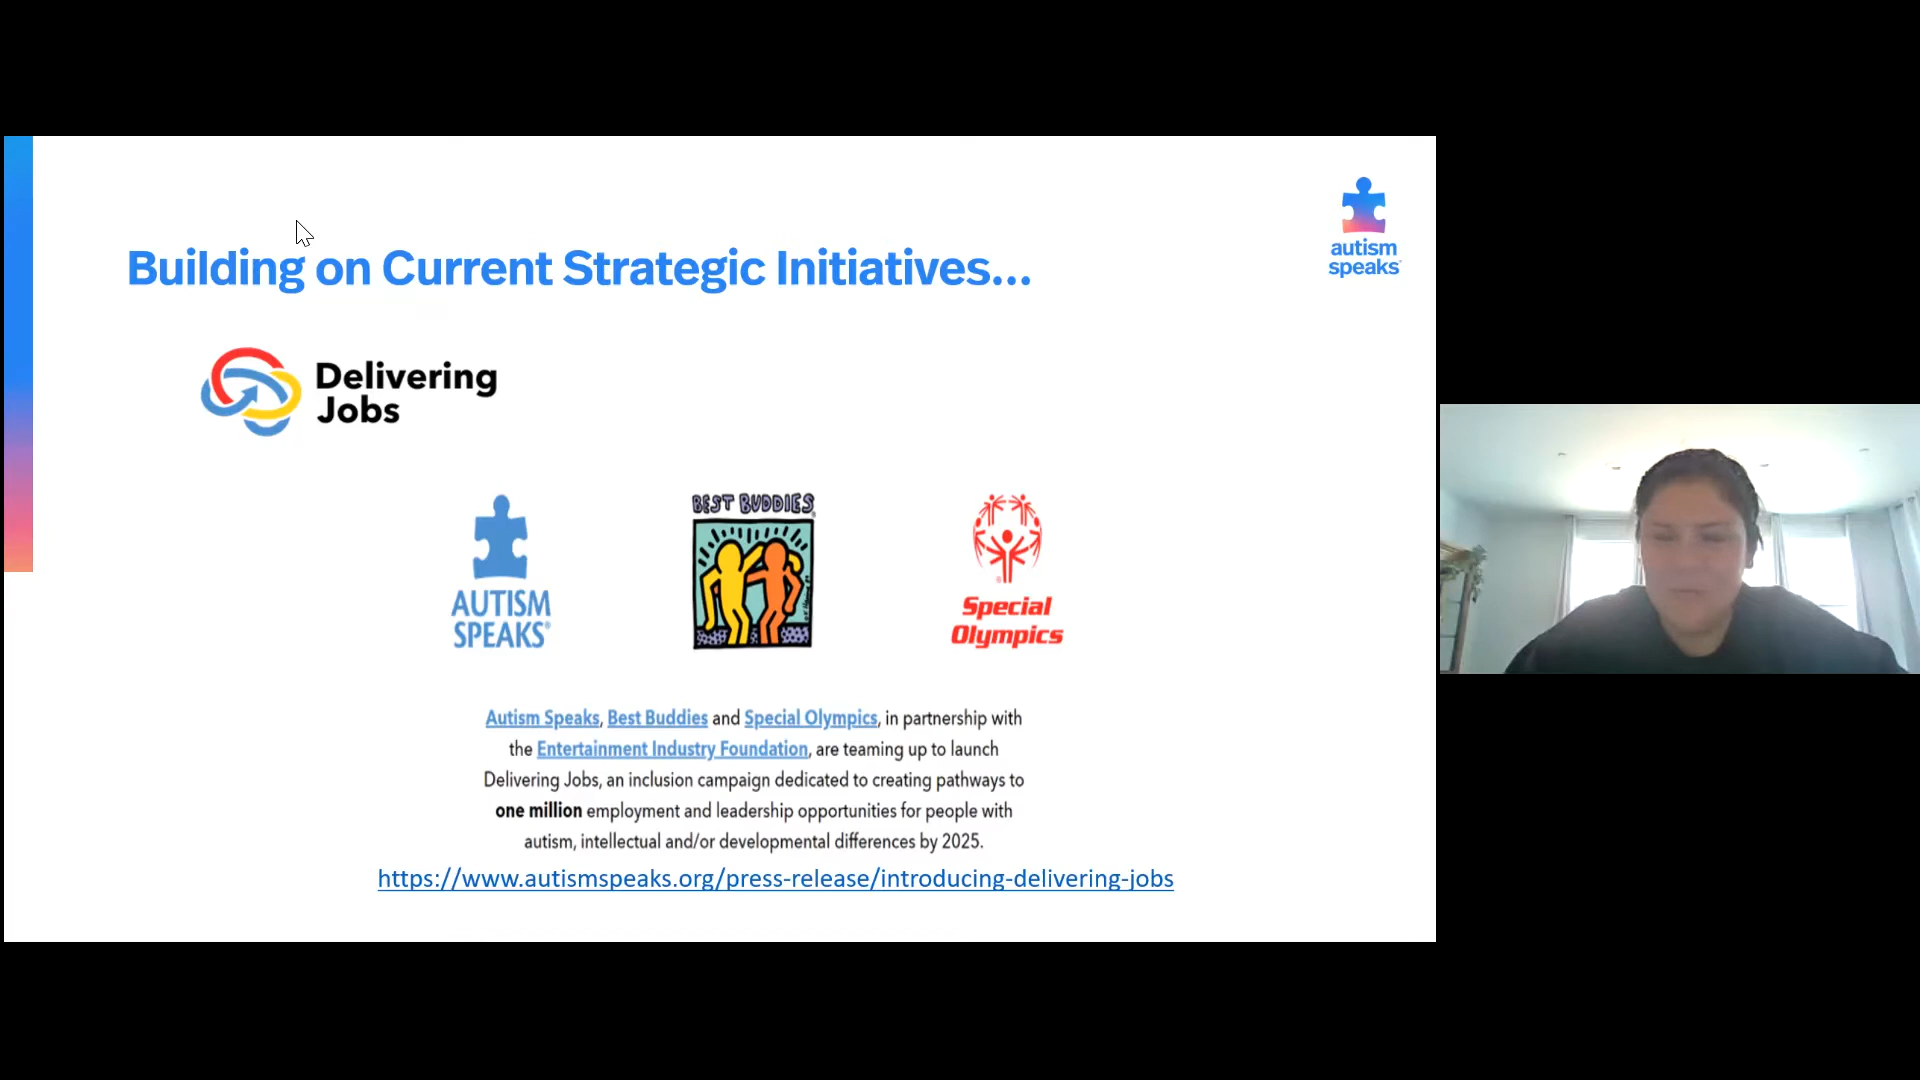 autism
speaks
Building on Current Strategic Initiatives...
Delivering
Jobs
BEST BUDDIES
AUTISM
SPEAKS®
Special
Olympics
Autism Speaks, Best Buddies and Special Olympics, in partnership with
the Entertainment Industry Foundation, are teaming up to launch
Delivering Jobs, an inclusion campaign dedicated to creating pathways to
one million employment and leadership opportunities for people with
autism, intellectual and/or developmental differences by 2025.
https://www.autismspeaks.org/press-release/introducing-delivering-jobs